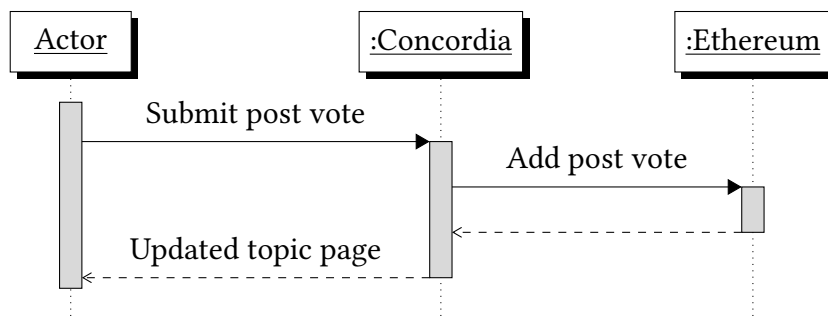 Actor
:Concordia
:Ethereum
Submit post vote
Add post vote
Updated topic page